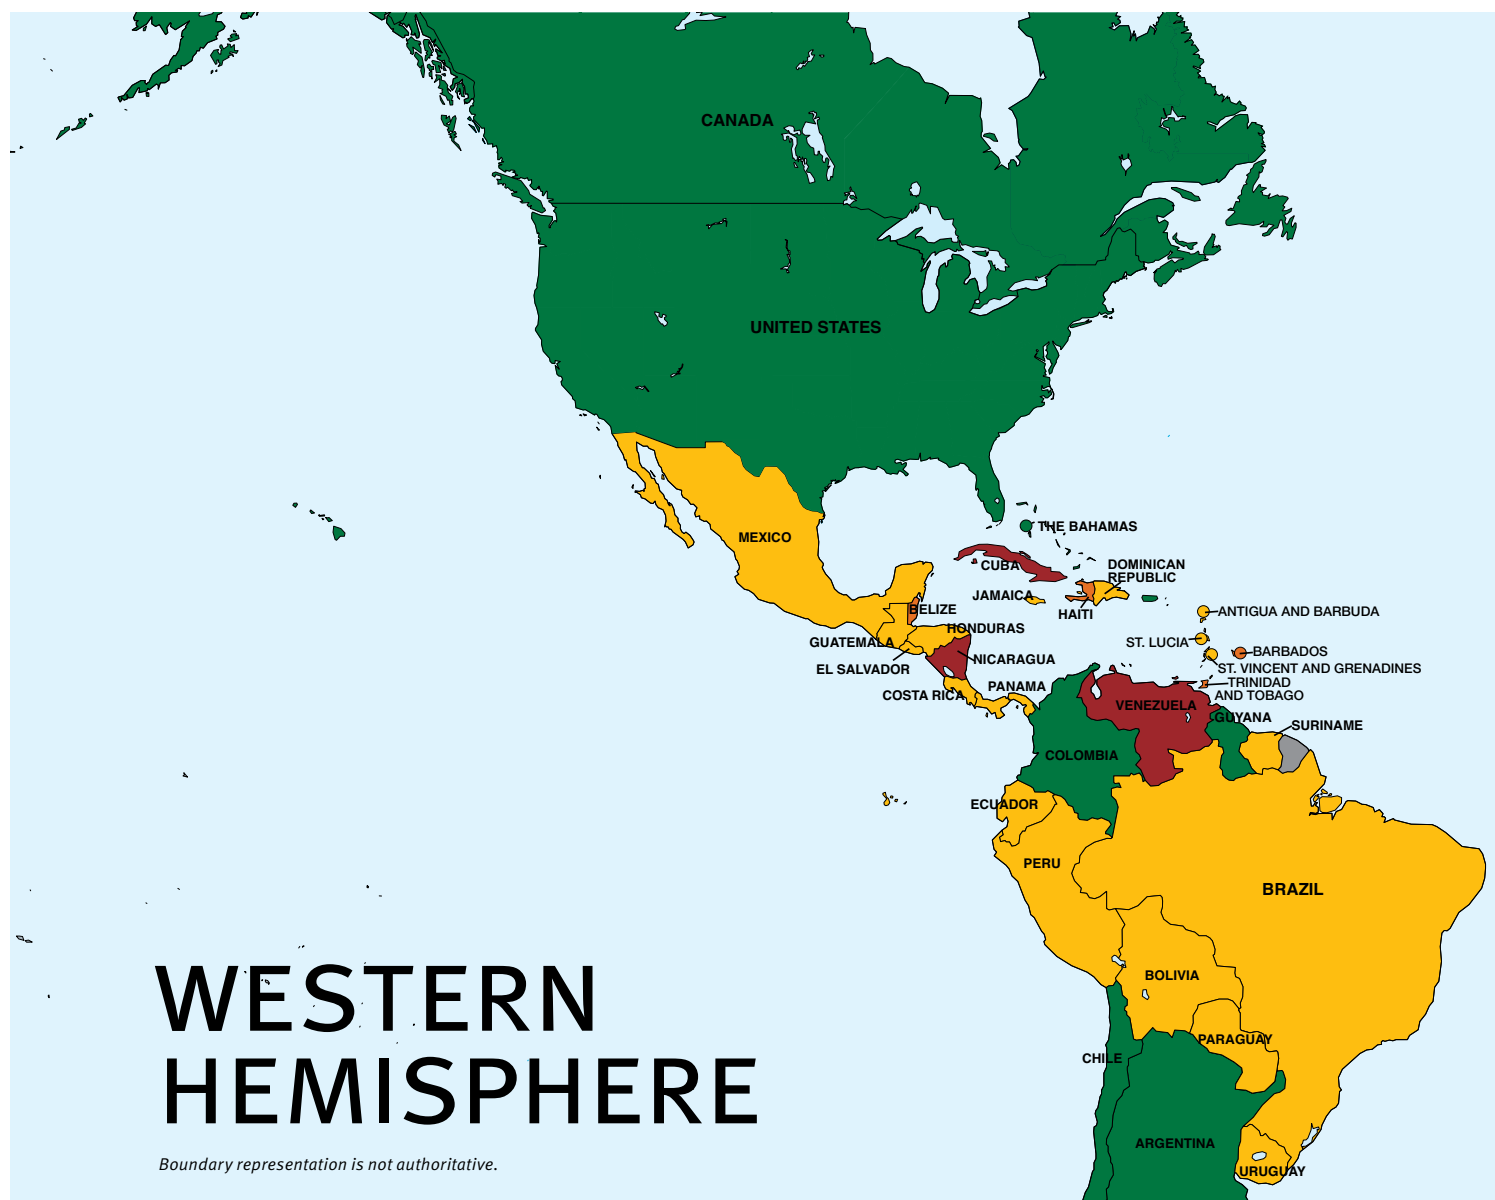 CANADA
UNITED STATES
MEXICO
THE BAHAMAS
CUBA
DOMINICAN
REPUBLIC
JAMAICA
HAITI
BELIZE
ANTIGUA AND BARBUDA
HONDURAS
GUATEMALA
ST. LUCIA
BARBADOS
NICARAGUA
EL SALVADOR
ST. VINCENT AND GRENADINES
TRINIDAD
AND TOBAGO
COSTA RICA
PANAMA
VENEZUELA
GUYANA
SURINAME
COLOMBIA
ECUADOR
PERU
BRAZIL
BOLIVIA
PARAGUAY
CHILE
ARGENTINA
URUGUAY
WESTERN
HEMISPHERE
Boundary representation is not authoritative.